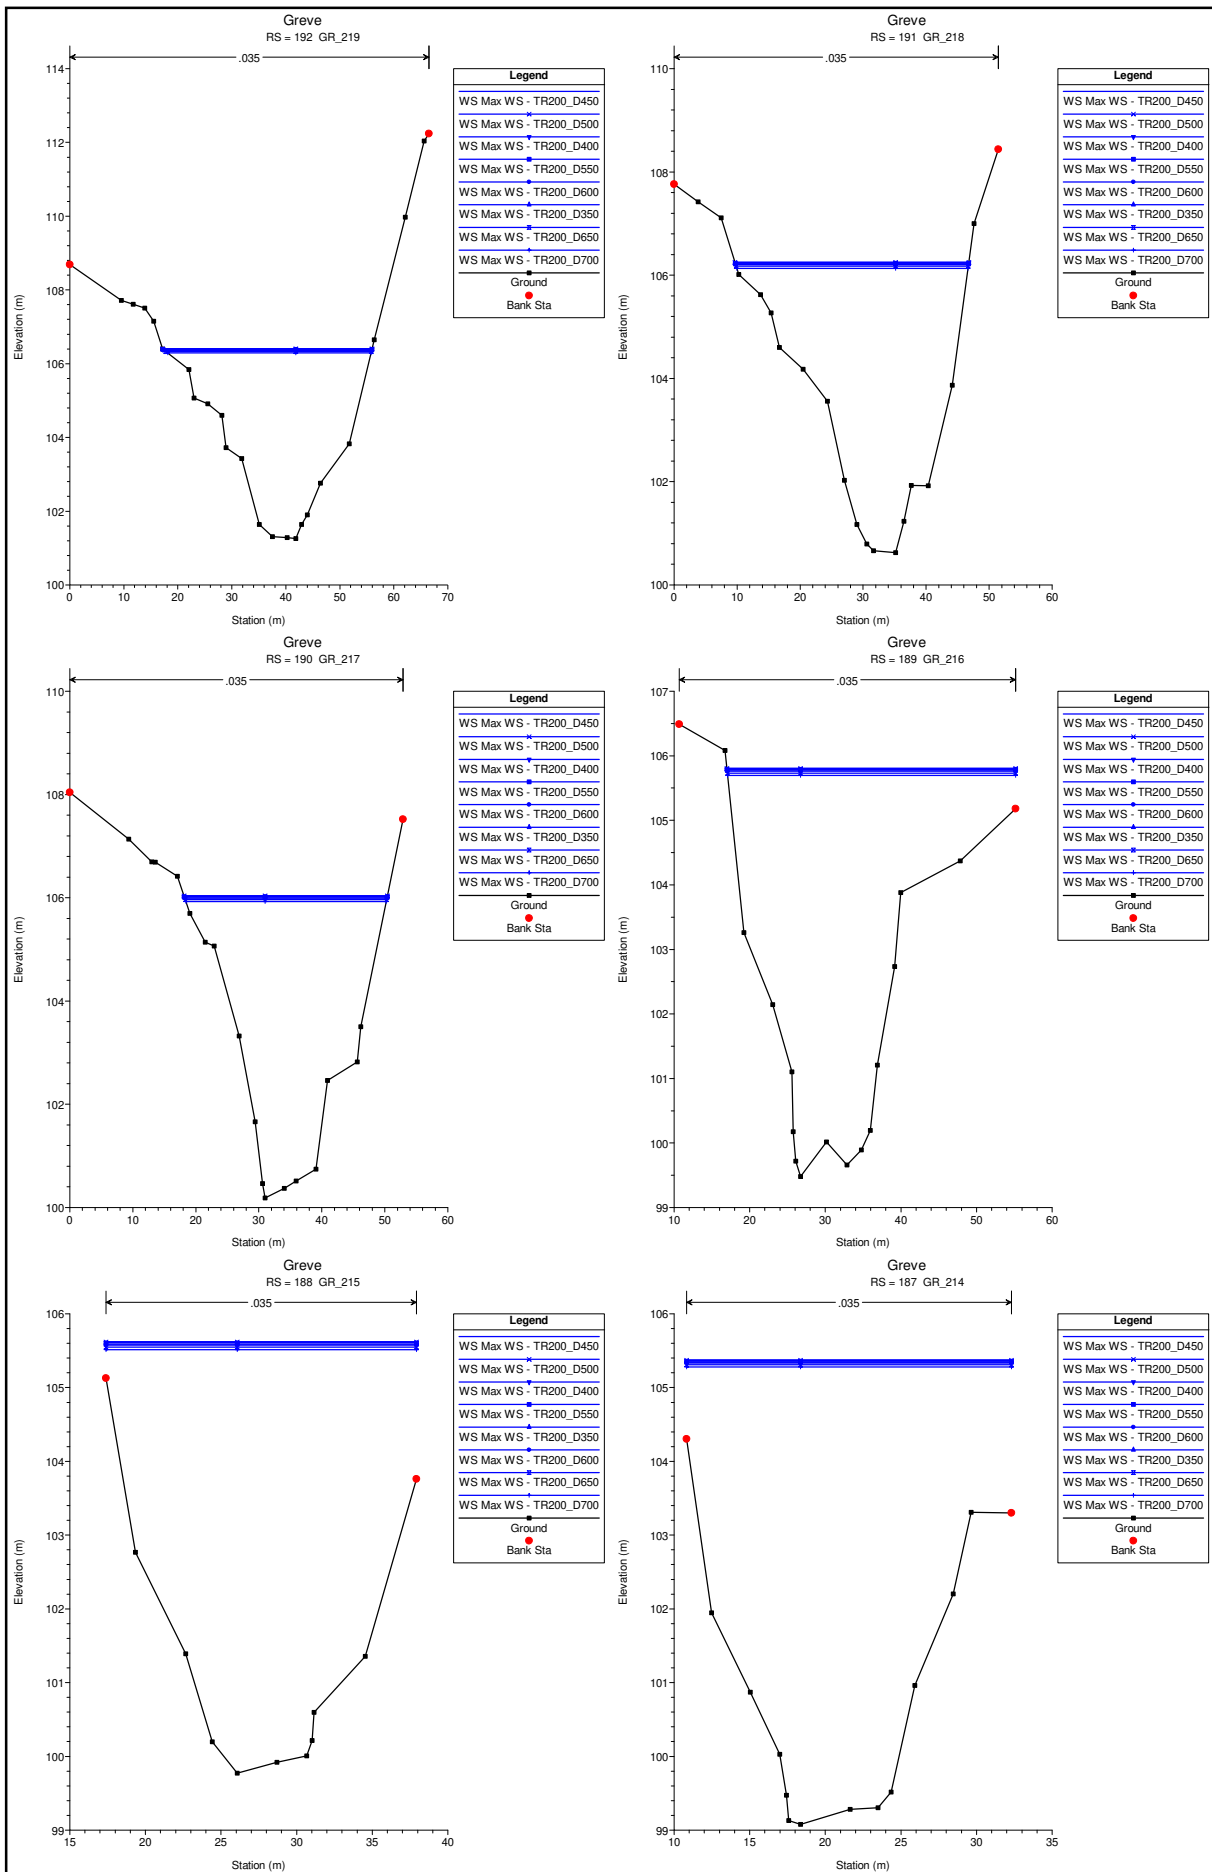 Greve
RS = 192 GR_219
.035
114
112
110
108
106
104
102
100
0 10 20 30 40 50 60 70
Elevation (m)
Station (m)
Legend
WS Max WS - TR200_D450
WS Max WS - TR200_D500
WS Max WS - TR200_D400
WS Max WS - TR200_D550
WS Max WS - TR200_D600
WS Max WS - TR200_D350
WS Max WS - TR200_D650
WS Max WS - TR200_D700
Ground
Bank Sta
Greve
RS = 191 GR_218
.035
110
108
106
104
102
100
0 10 20 30 40 50 60
Elevation (m)
Station (m)
Legend
WS Max WS - TR200_D450
WS Max WS - TR200_D500
WS Max WS - TR200_D400
WS Max WS - TR200_D550
WS Max WS - TR200_D600
WS Max WS - TR200_D350
WS Max WS - TR200_D650
WS Max WS - TR200_D700
Ground
Bank Sta
Greve
RS = 190 GR_217
.035
110
108
106
104
102
100
0 10 20 30 40 50 60
Elevation (m)
Station (m)
Legend
WS Max WS - TR200_D450
WS Max WS - TR200_D500
WS Max WS - TR200_D400
WS Max WS - TR200_D550
WS Max WS - TR200_D600
WS Max WS - TR200_D350
WS Max WS - TR200_D650
WS Max WS - TR200_D700
Ground
Bank Sta
Greve
RS = 189 GR_216
.035
107
106
105
104
103
102
101
100
99
10 20 30 40 50 60
Elevation (m)
Station (m)
Legend
WS Max WS - TR200_D450
WS Max WS - TR200_D500
WS Max WS - TR200_D400
WS Max WS - TR200_D550
WS Max WS - TR200_D600
WS Max WS - TR200_D350
WS Max WS - TR200_D650
WS Max WS - TR200_D700
Ground
Bank Sta
Greve
RS = 188 GR_215
.035
106
105
104
103
102
101
100
99
15 20 25 30 35 40
Elevation (m)
Station (m)
Legend
WS Max WS - TR200_D450
WS Max WS - TR200_D500
WS Max WS - TR200_D400
WS Max WS - TR200_D550
WS Max WS - TR200_D350
WS Max WS - TR200_D600
WS Max WS - TR200_D650
WS Max WS - TR200_D700
Ground
Bank Sta
Greve
RS = 187 GR_214
.035
106
105
104
103
102
101
100
99
10 15 20 25 30 35
Elevation (m)
Station (m)
Legend
WS Max WS - TR200_D450
WS Max WS - TR200_D500
WS Max WS - TR200_D400
WS Max WS - TR200_D550
WS Max WS - TR200_D600
WS Max WS - TR200_D350
WS Max WS - TR200_D650
WS Max WS - TR200_D700
Ground
Bank Sta